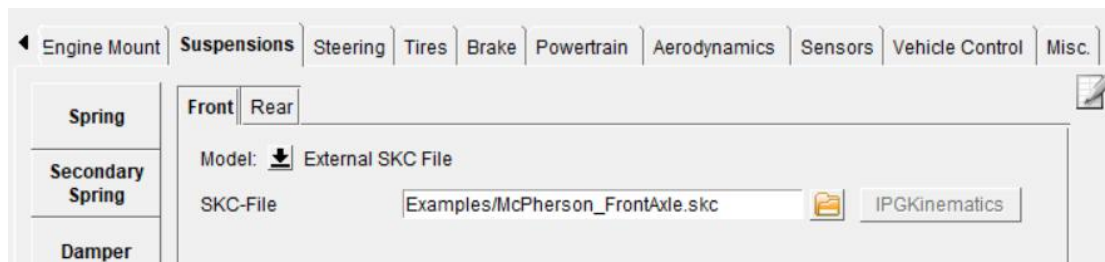 Engine Mount Suspensions Steering Tires Brake Powertrain Aerodynamics Sensors Vehicle Control Misc.
Front Rear
Spring
Model: External SKC File
Secondary
Spring
SKC-File Examples/McPherson_FrontAxle.skc IPGKinematics
Damper